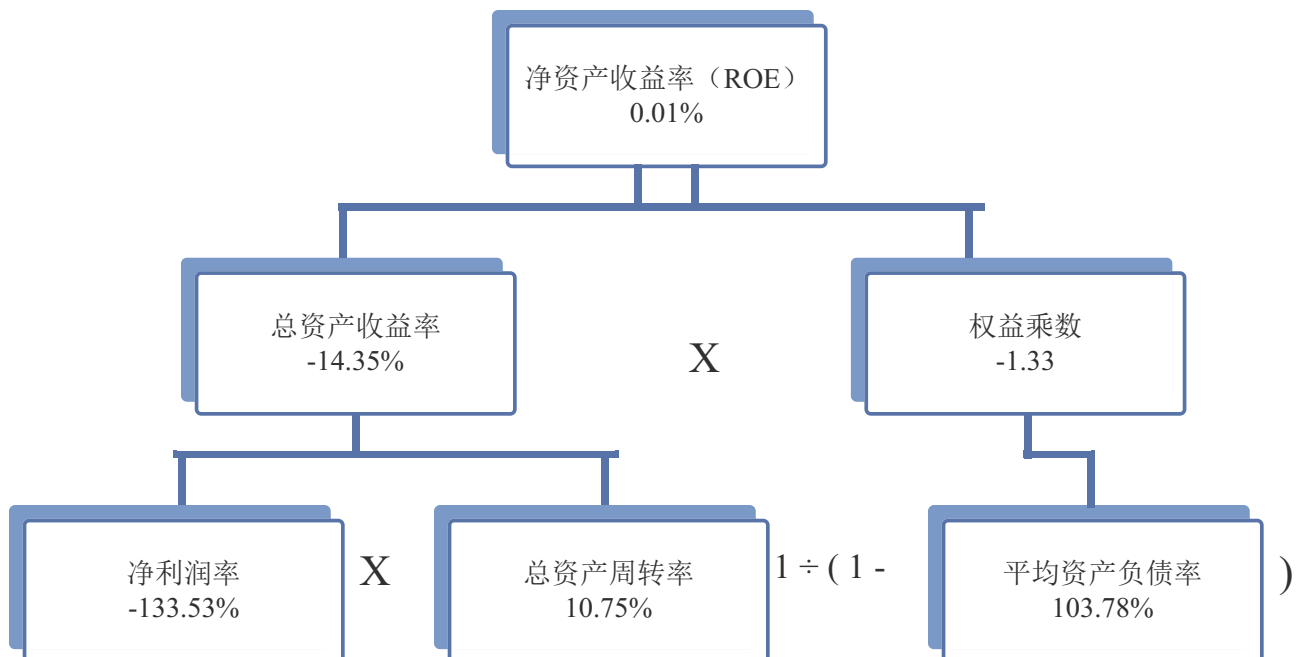 净资产收益率（ROE）
0.01%
总资产收益率
-14.35%
X
权益乘数
-1.33
净利润率
-133.53%
X
总资产周转率
10.75%
1 ÷ ( 1 -
平均资产负债率
103.78%
)